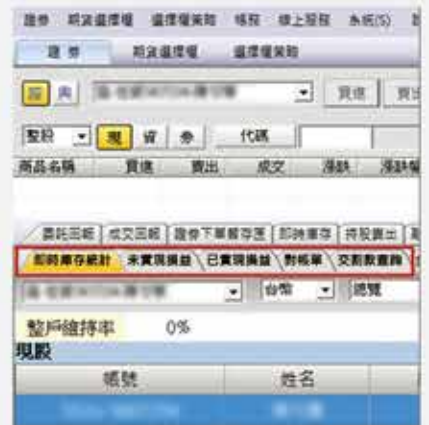 證券 期貨選擇權 選擇權策略 帳務 線上服務 系統(S)
證券 期貨選擇權 選擇權策略
興
買進
整股 現 資 券 代碼
商品名稱 買進 賣出 成交 漲跌 漲跌幅
委託回報 成交回報 證券下單暫存匣 即時庫存 持股賣出
即時庫存統計 未實現損益 已實現損益 對帳單 交割款查詢
台幣 總覽
整戶維持率 0%
現股
帳號 姓名